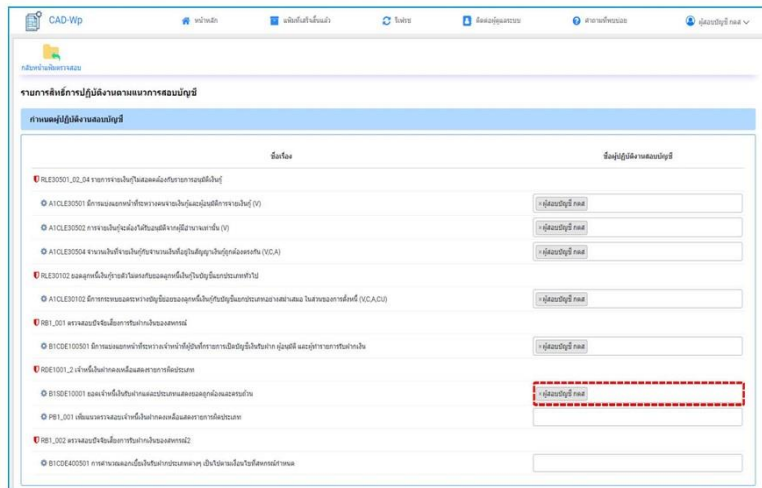 CAD-Wp
หน้าหลัก
แฟ้มที่เสร็จสิ้นแล้ว
รีเฟรช
ติดต่อผู้ดูแลระบบ
คำถามที่พบบ่อย
ผู้สอบบัญชี กตส
กลับหน้าแฟ้มตรวจสอบ
รายการสิทธิ์การปฏิบัติงานตามแนวการสอบบัญชี
กำหนดผู้ปฏิบัติงานสอบบัญชี
ชื่อเรื่อง ชื่อผู้ปฏิบัติงานสอบบัญชี
RLE30501_02_04 รายการจ่ายเงินกู้ไม่สอดคล้องกับรายการอนุมัติเงินกู้
A1CLE30501 มีการแบ่งแยกหน้าที่ระหว่างคนจ่ายเงินกู้และผู้อนุมัติการจ่ายเงินกู้ (V) ×ผู้สอบบัญชี กตส
A1CLE30502 การจ่ายเงินกู้จะต้องได้รับอนุมัติจากผู้มีอำนาจเท่านั้น (V) ×ผู้สอบบัญชี กตส
A1CLE30504 จำนวนเงินที่จ่ายเงินกู้กับจำนวนเงินที่อยู่ในสัญญาเงินกู้ถูกต้องตรงกัน (V,C,A) ×ผู้สอบบัญชี กตส
RLE30102 ยอดลูกหนี้เงินกู้รายตัวไม่ตรงกับยอดลูกหนี้เงินกู้ในบัญชีแยกประเภททั่วไป
A1CLE30102 มีการกระทบยอดระหว่างบัญชีย่อยของลูกหนี้เงินกู้กับบัญชีแยกประเภทอย่างสม่ำเสมอ ในส่วนของการตั้งหนี้ (V,C,A,CU) ×ผู้สอบบัญชี กตส
RB1_001 ตรวจสอบปัจจัยเสี่ยงการรับฝากเงินของสหกรณ์
B1CDE100501 มีการแบ่งแยกหน้าที่ระหว่างเจ้าหน้าที่ผู้บันทึกรายการเปิดบัญชีเงินรับฝาก ผู้อนุมัติ และผู้ทำรายการรับฝากเงิน ×ผู้สอบบัญชี กตส
RDE1001_2 เจ้าหนี้เงินฝากคงเหลือแสดงรายการผิดประเภท
B1SDE10001 ยอดเจ้าหนี้เงินรับฝากแต่ละประเภทแสดงยอดถูกต้องและครบถ้วน ×ผู้สอบบัญชี กตส
PB1_001 เพิ่มแนวตรวจสอบเจ้าหนี้เงินฝากคงเหลือแสดงรายการผิดประเภท
RB1_002 ตรวจสอบปัจจัยเสี่ยงการรับฝากเงินของสหกรณ์2
B1CDE400501 การคำนวณดอกเบี้ยเงินรับฝากประเภทต่างๆ เป็นไปตามเงื่อนไขที่สหกรณ์กำหนด